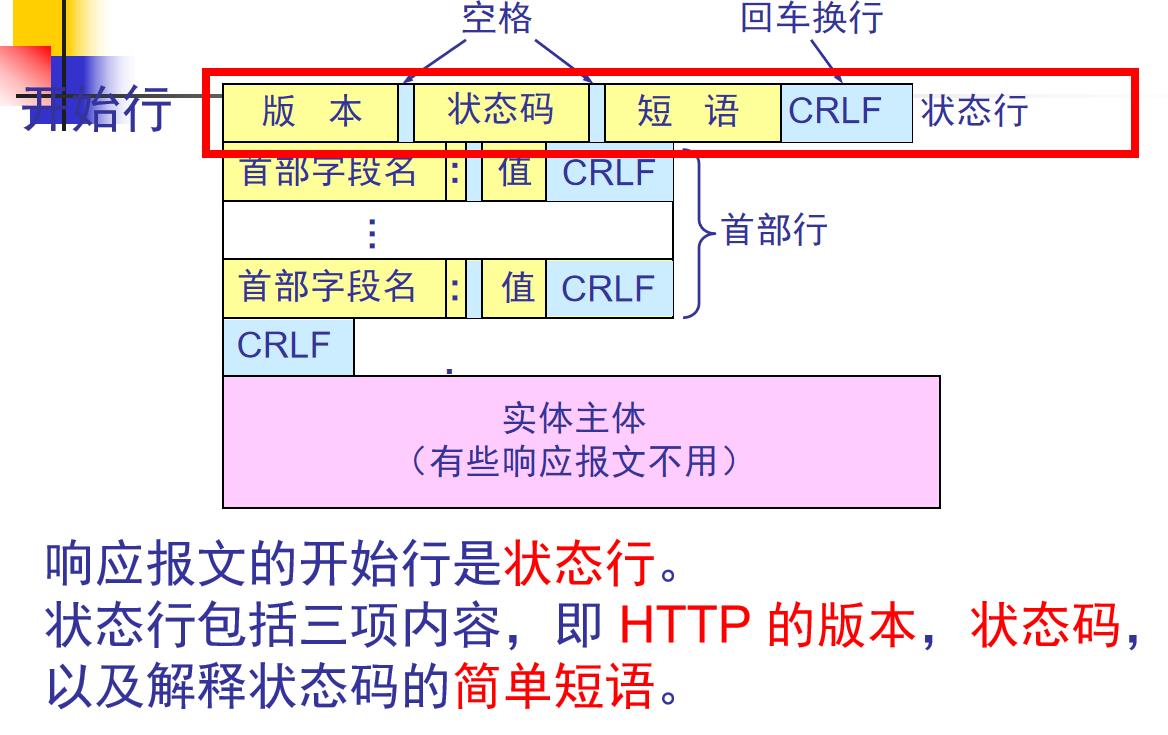 空格
回车换行
开始行
版 本 状态码 短 语 CRLF 状态行
首部字段名 : 值 CRLF
⋮
首部行
首部字段名 : 值 CRLF
CRLF
.
实体主体
（有些响应报文不用）
响应报文的开始行是状态行。
状态行包括三项内容，即 HTTP 的版本，状态码，
以及解释状态码的简单短语。